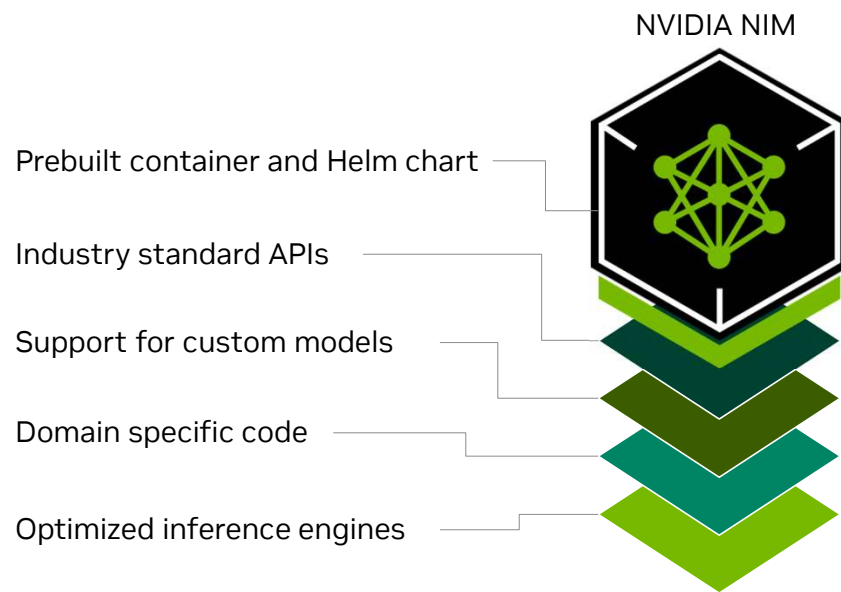 NVIDIA NIM
Prebuilt container and Helm chart
Industry standard APIs
Support for custom models
Domain specific code
Optimized inference engines